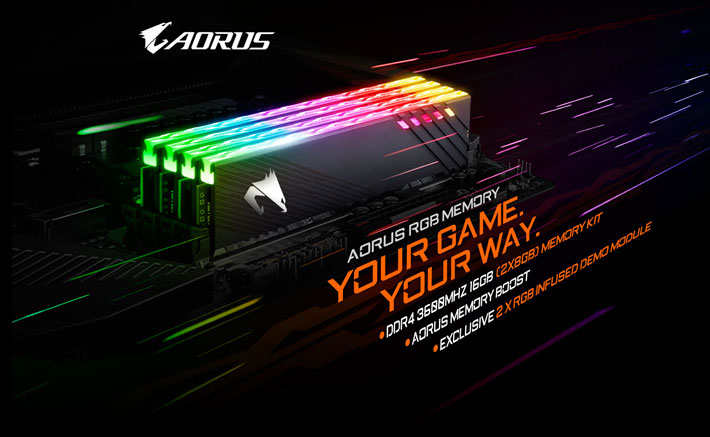 AORUS
AORUS RGB MEMORY
YOUR GAME.
YOUR WAY.
• DDR4 3600MHZ 16GB (2X8GB) MEMORY KIT
• AORUS MEMORY BOOST
• EXCLUSIVE 2 X RGB INFUSED DEMO MODULE